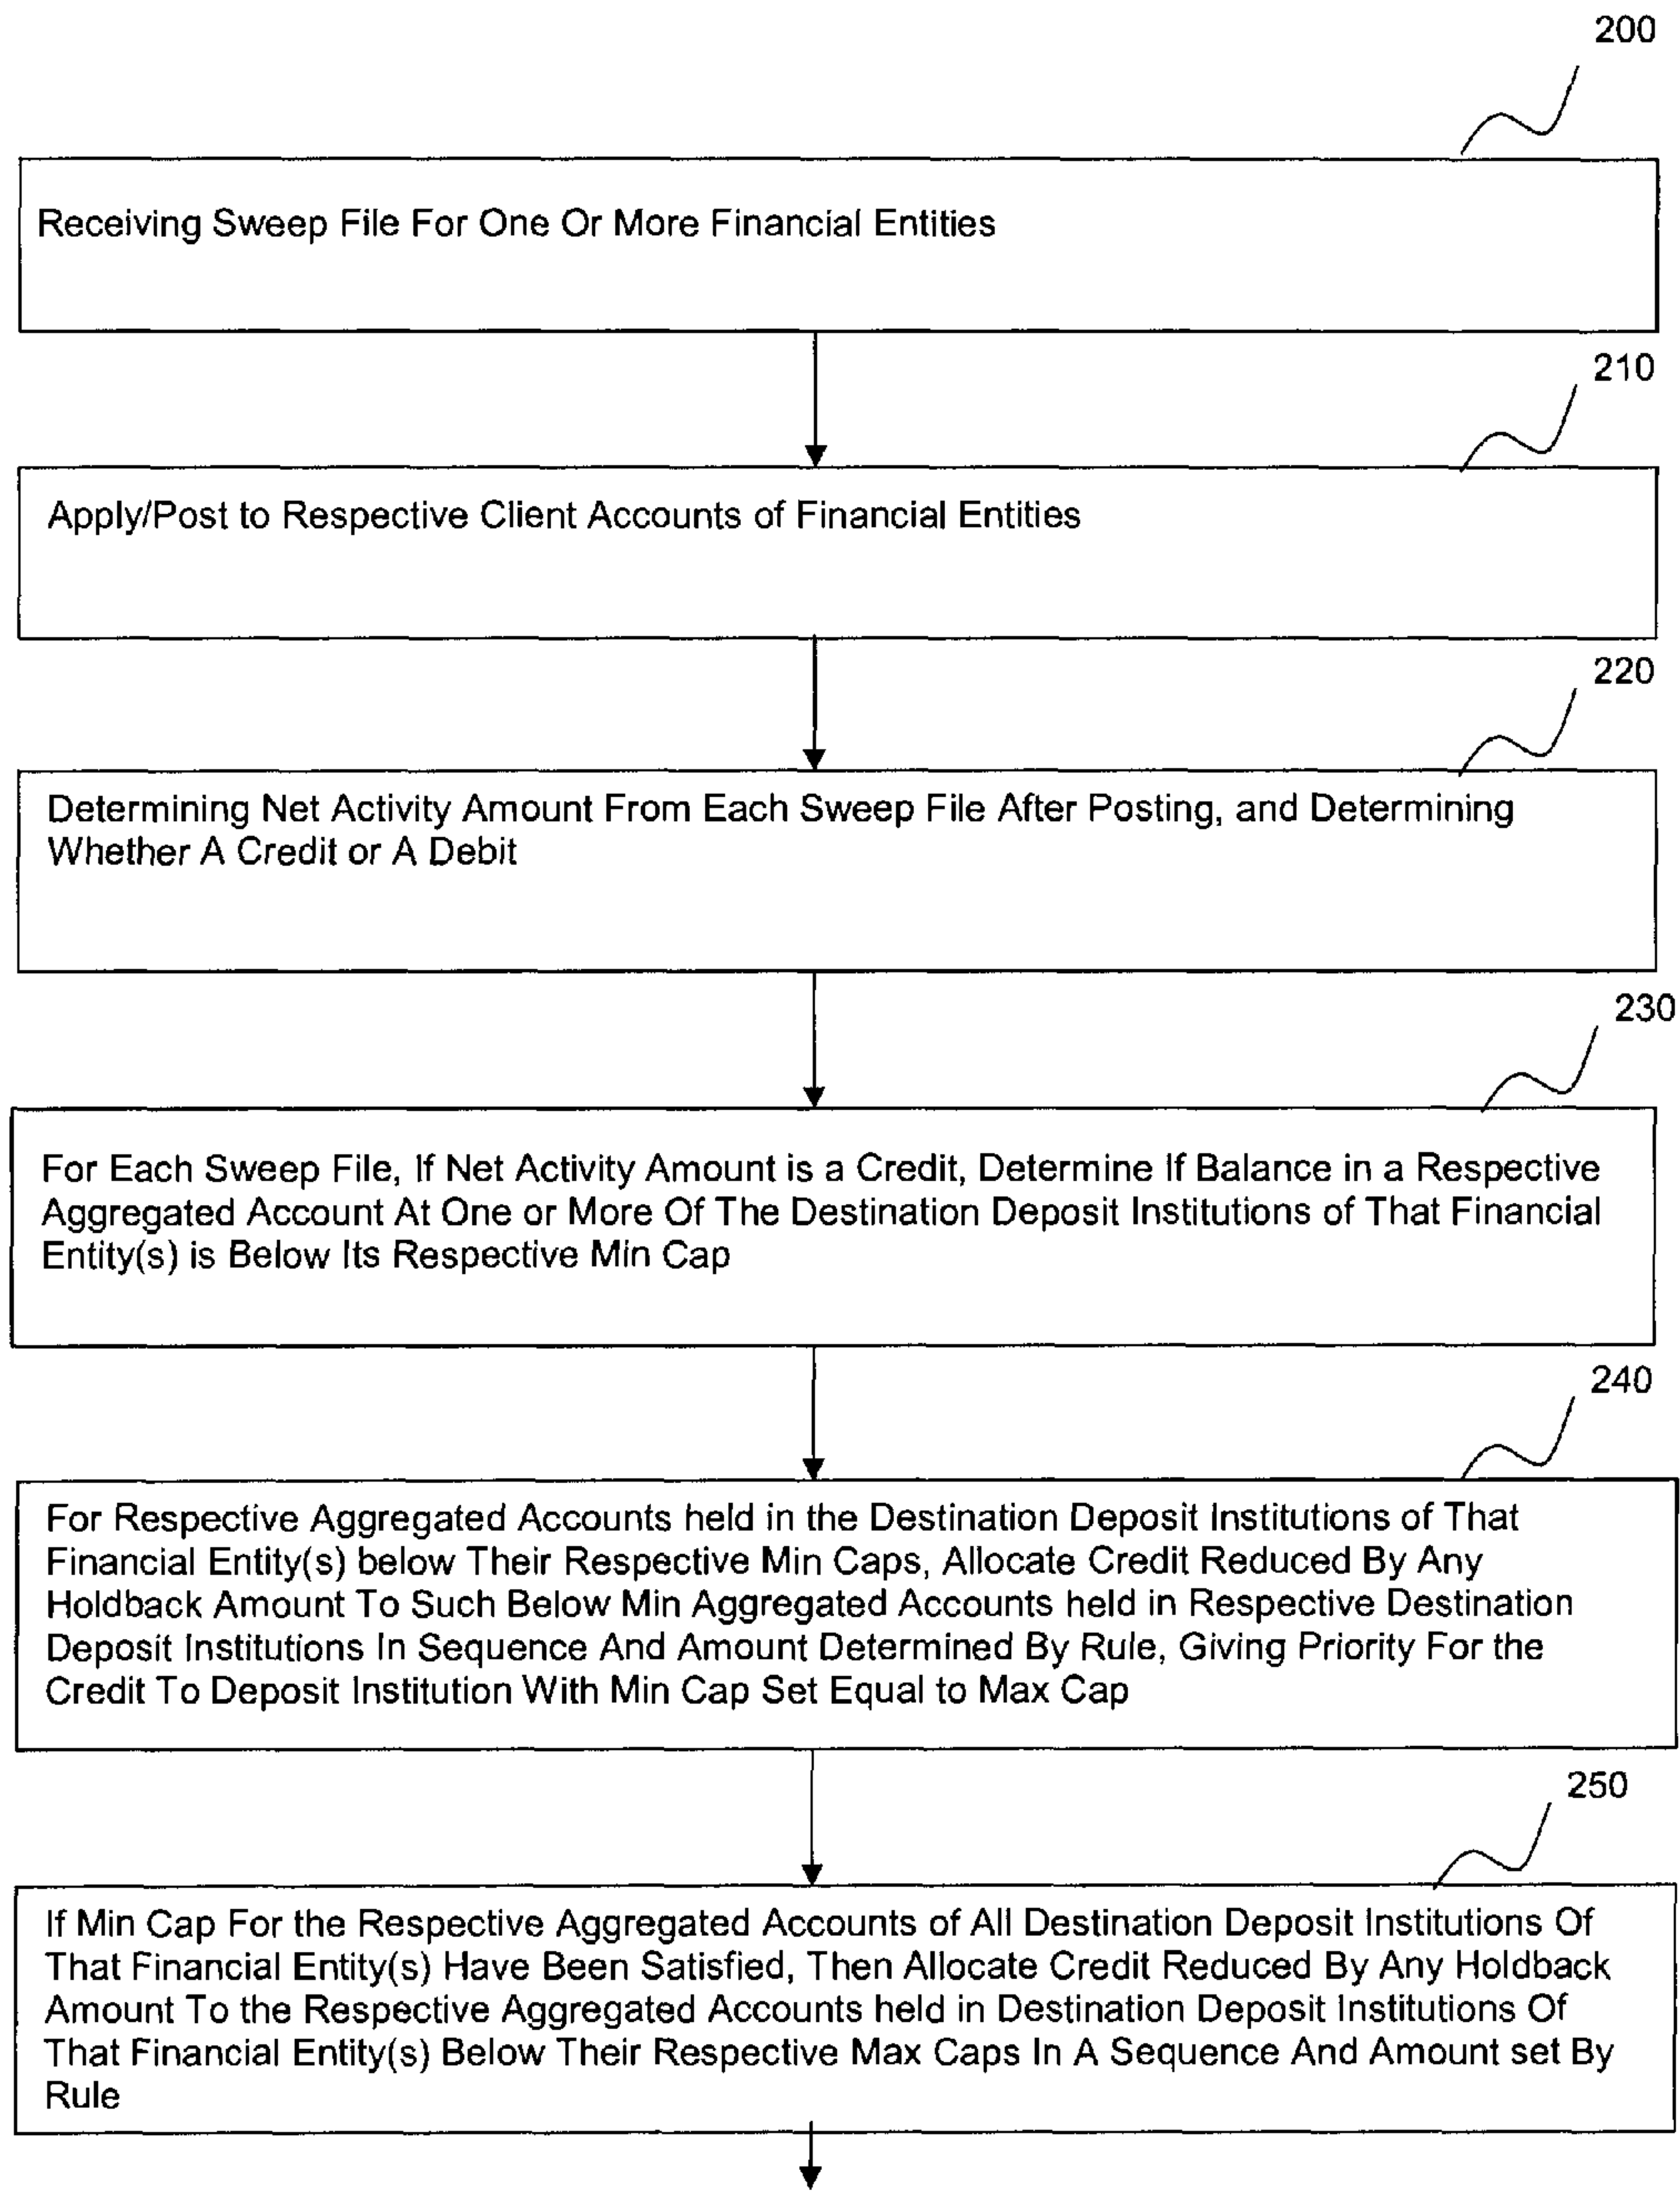 200
Receiving Sweep File For One Or More Financial Entities
210
Apply/Post to Respective Client Accounts of Financial Entities
220
Determining Net Activity Amount From Each Sweep File After Posting, and Determining
Whether A Credit or A Debit
230
For Each Sweep File, If Net Activity Amount is a Credit, Determine If Balance in a Respective
Aggregated Account At One or More Of The Destination Deposit Institutions of That Financial
Entity(s) is Below Its Respective Min Cap
240
For Respective Aggregated Accounts held in the Destination Deposit Institutions of That
Financial Entity(s) below Their Respective Min Caps, Allocate Credit Reduced By Any
Holdback Amount To Such Below Min Aggregated Accounts held in Respective Destination
Deposit Institutions In Sequence And Amount Determined By Rule, Giving Priority For the
Credit To Deposit Institution With Min Cap Set Equal to Max Cap
250
If Min Cap For the Respective Aggregated Accounts of All Destination Deposit Institutions Of
That Financial Entity(s) Have Been Satisfied, Then Allocate Credit Reduced By Any Holdback
Amount To the Respective Aggregated Accounts held in Destination Deposit Institutions Of
That Financial Entity(s) Below Their Respective Max Caps In A Sequence And Amount set By
Rule